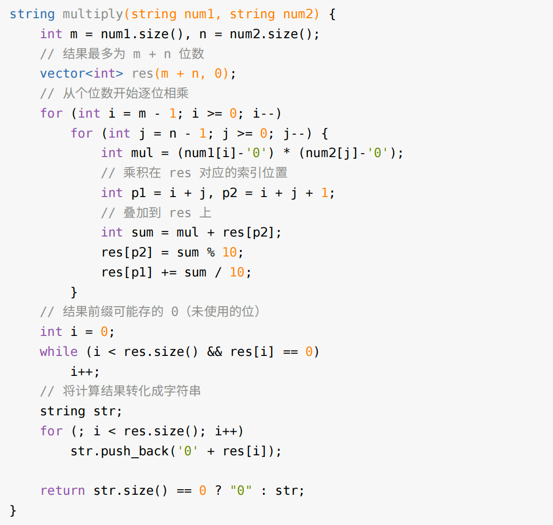 string multiply(string num1, string num2) {
    int m = num1.size(), n = num2.size();
    // 结果最多为 m + n 位数
    vector<int> res(m + n, 0);
    // 从个位数开始逐位相乘
    for (int i = m - 1; i >= 0; i--)
        for (int j = n - 1; j >= 0; j--) {
            int mul = (num1[i]-'0') * (num2[j]-'0');
            // 乘积在 res 对应的索引位置
            int p1 = i + j, p2 = i + j + 1;
            // 叠加到 res 上
            int sum = mul + res[p2];
            res[p2] = sum % 10;
            res[p1] += sum / 10;
        }
    // 结果前缀可能存的 0（未使用的位）
    int i = 0;
    while (i < res.size() && res[i] == 0)
        i++;
    // 将计算结果转化成字符串
    string str;
    for (; i < res.size(); i++)
        str.push_back('0' + res[i]);

    return str.size() == 0 ? "0" : str;
}